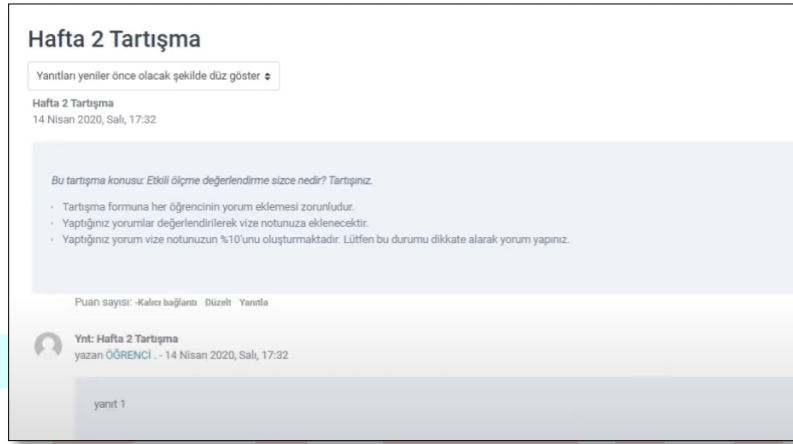 Hafta 2 Tartışma
Yanıtları yeniler önce olacak şekilde düz göster
Hafta 2 Tartışma
14 Nisan 2020, Salı, 17:32
Bu tartışma konusu: Etkili ölçme değerlendirme sizce nedir? Tartışınız.
Tartışma formuna her öğrencinin yorum eklemesi zorunludur.
Yaptığınız yorumlar değerlendirilerek vize notunuza eklenecektir.
Yaptığınız yorum vize notunuzun %10'unu oluşturmaktadır. Lütfen bu durumu dikkate alarak yorum yapınız.
Puan sayısı: -Kalıcı bağlantı Düzelt Yanıtla
Ynt: Hafta 2 Tartışma
yazan ÖĞRENCİ . - 14 Nisan 2020, Salı, 17:32
yanıt 1